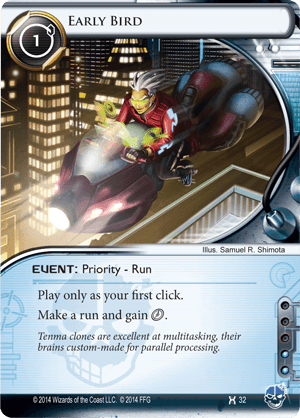 EARLY BIRD
1
Illus. Samuel R. Shimota
EVENT: Priority - Run
Play only as your first click.
Make a run and gain .
Tenma clones are excellent at multitasking, their
brains custom-made for parallel processing.
© 2014 Wizards of the Coast LLC. © 2014 FFG
32